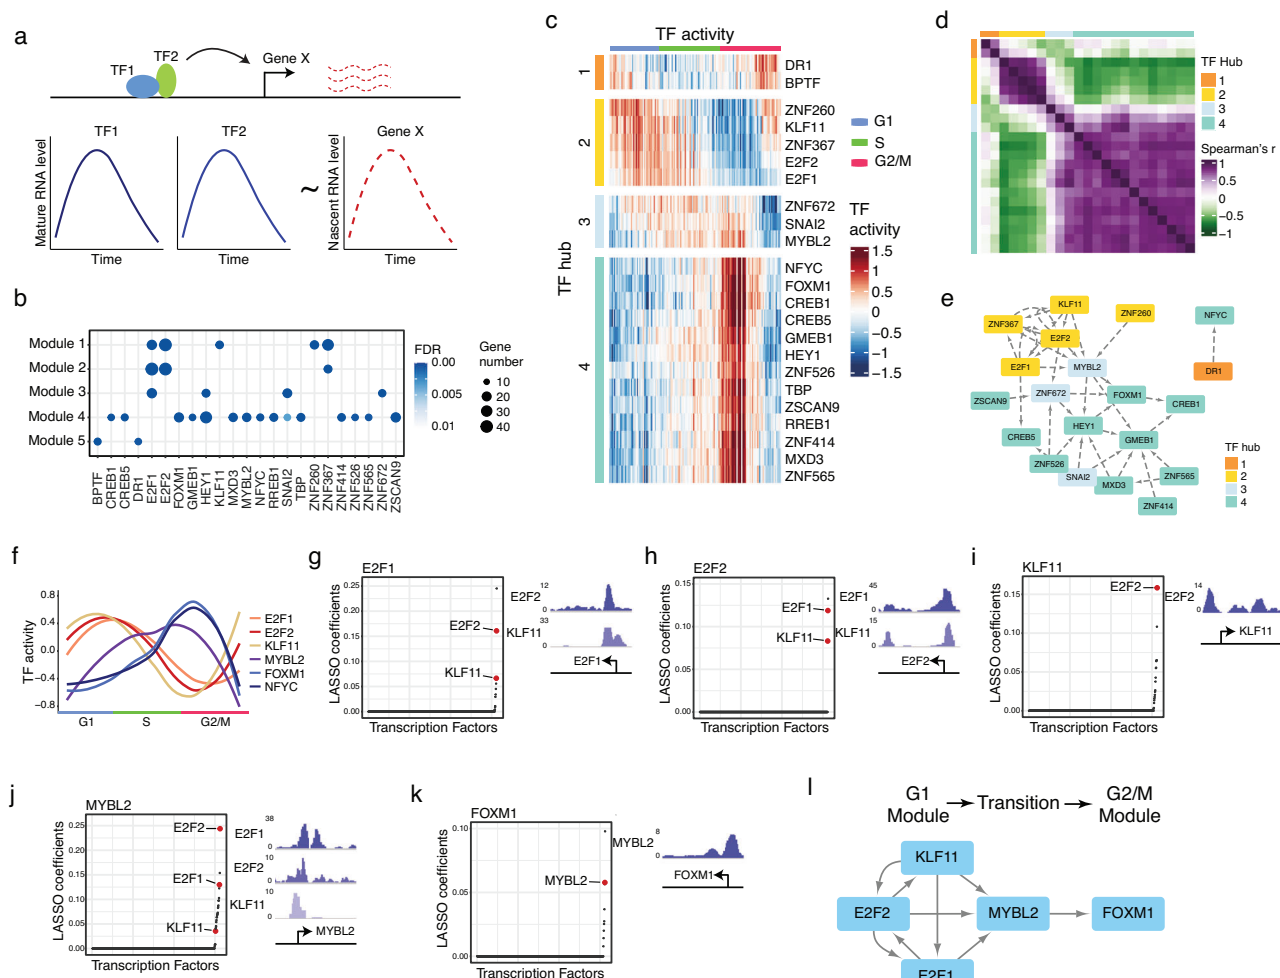 a
TF1
TF2
Gene X
TF1
TF2
Gene X
Mature RNA level
Nascent RNA level
~
Time
Time
Time
b
Module 1
Module 2
Module 3
Module 4
Module 5
BPTF
CREB1
CREB5
DR1
E2F1
E2F2
FOXM1
GMEB1
HEY1
KLF11
MXD3
MYBL2
NFYC
RREB1
SNAI2
TBP
ZNF260
ZNF367
ZNF414
ZNF526
ZNF565
ZNF672
ZSCAN9
FDR
0.00
0.005
0.01
Gene
number
10
20
30
40
c
TF activity
TF hub
1
2
3
4
DR1
BPTF
ZNF260
KLF11
ZNF367
E2F2
E2F1
ZNF672
SNAI2
MYBL2
NFYC
FOXM1
CREB1
CREB5
GMEB1
HEY1
ZNF526
TBP
ZSCAN9
RREB1
ZNF414
MXD3
ZNF565
G1
S
G2/M
TF
activity
1.5
1
0.5
0
−0.5
−1
−1.5
d
TF Hub
1
2
3
4
Spearman's r
1
0.5
0
−0.5
−1
e
KLF11
ZNF367
E2F2
ZNF260
NFYC
E2F1
MYBL2
DR1
ZSCAN9
ZNF672
FOXM1
CREB1
CREB5
HEY1
GMEB1
ZNF526
SNAI2
MXD3
ZNF565
ZNF414
TF hub
1
2
3
4
f
TF activity
0.8
0.4
0.0
−0.4
−0.8
G1
S
G2/M
E2F1
E2F2
KLF11
MYBL2
FOXM1
NFYC
g
E2F1
LASSO coefficients
0.25
0.20
0.15
0.10
0.05
0.00
E2F2
KLF11
Transcription Factors
12
E2F2
0
33
KLF11
0
E2F1
h
E2F2
LASSO coefficients
0.15
0.10
0.05
0.00
E2F1
KLF11
Transcription Factors
45
E2F1
0
15
KLF11
0
E2F2
i
KLF11
LASSO coefficients
0.15
0.10
0.05
0.00
E2F2
Transcription Factors
14
E2F2
0
KLF11
j
MYBL2
LASSO coefficients
0.25
0.20
0.15
0.10
0.05
0.00
E2F2
E2F1
KLF11
Transcription Factors
38
E2F1
0
10
E2F2
0
10
KLF11
0
MYBL2
k
FOXM1
LASSO coefficients
0.10
0.05
0.00
MYBL2
Transcription Factors
8
MYBL2
0
FOXM1
l
G1
Module
Transition
G2/M
Module
KLF11
E2F2
MYBL2
FOXM1
E2F1